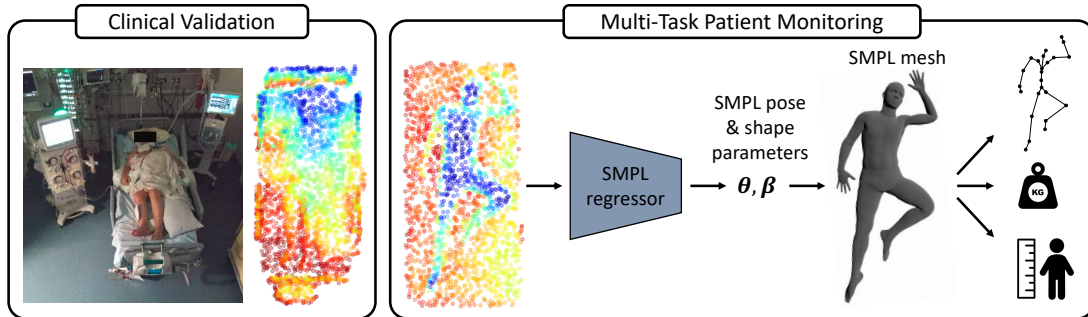 Clinical Validation
Multi-Task Patient Monitoring
SMPL
regressor
SMPL pose
& shape
parameters
θ, β
SMPL mesh
KG